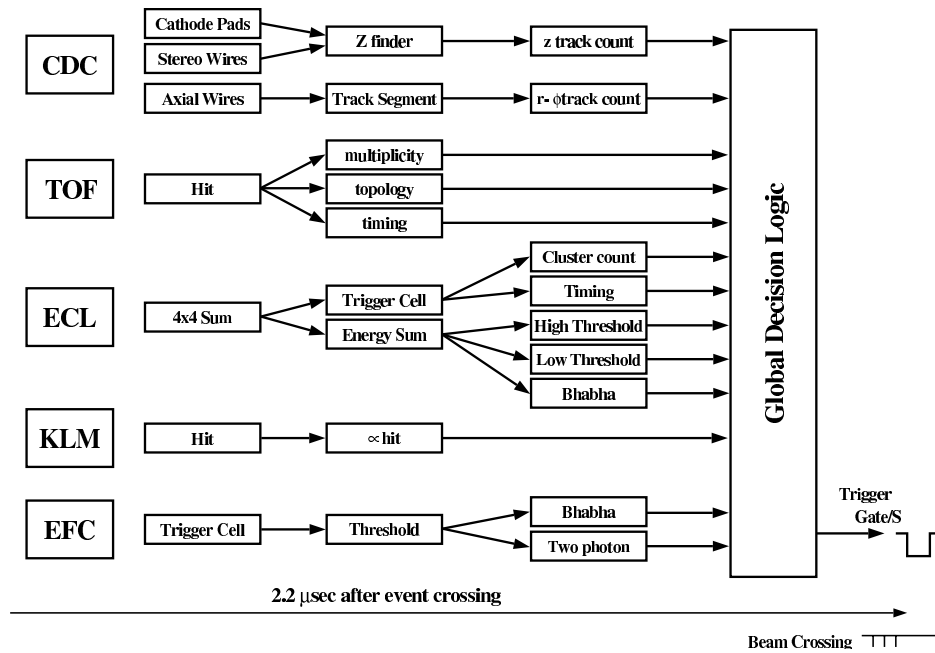 CDC
Cathode Pads
Stereo Wires
Z finder
z track count
Axial Wires
Track Segment
r- ϕtrack count
TOF
Hit
multiplicity
topology
timing
ECL
4x4 Sum
Trigger Cell
Energy Sum
Cluster count
Timing
High Threshold
Low Threshold
Bhabha
KLM
Hit
∝ hit
EFC
Trigger Cell
Threshold
Bhabha
Two photon
Global Decision Logic
Trigger
Gate/S
2.2 μsec after event crossing
Beam Crossing